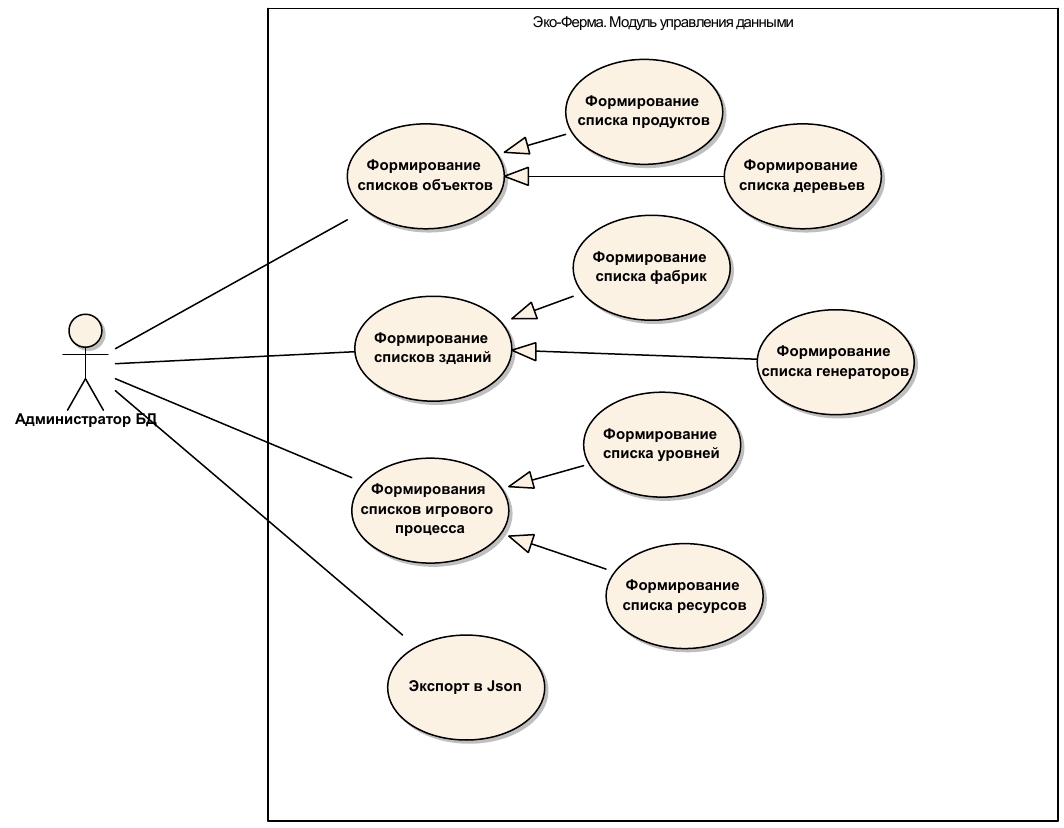 Эко-Ферма. Модуль управления данными
Формирование
списка продуктов
Формирование
списков объектов
Формирование
списка деревьев
Формирование
списка фабрик
Формирование
списков зданий
Формирование
списка генераторов
Администратор БД
Формирование
списка уровней
Формирования
списков игрового
процесса
Формирование
списка ресурсов
Экспорт в Json